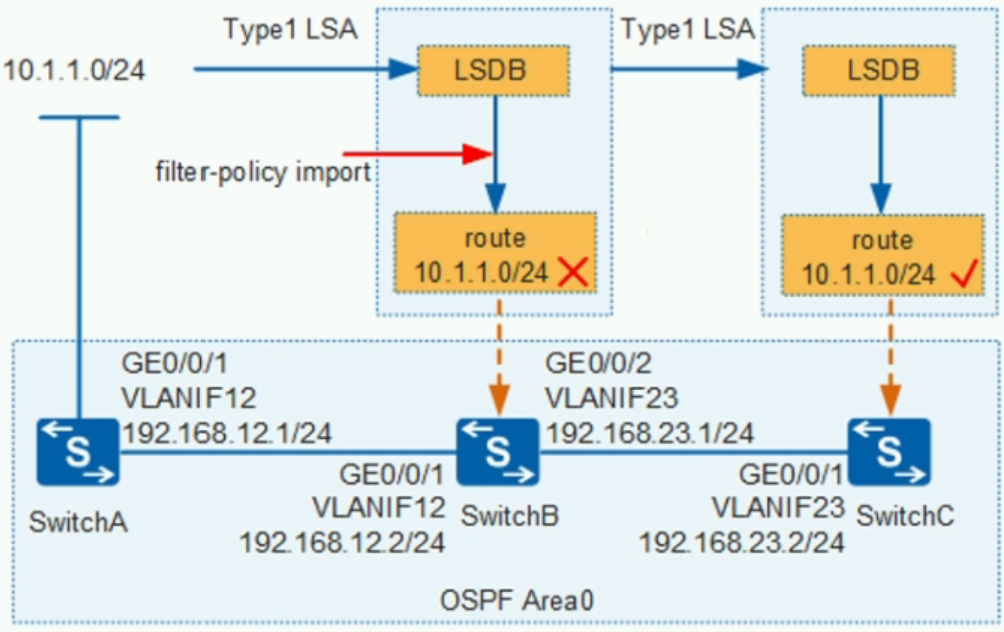 Type1 LSA
Type1 LSA
10.1.1.0/24
LSDB
LSDB
filter-policy import
route
10.1.1.0/24
route
10.1.1.0/24
GE0/0/1
VLANIF12
192.168.12.1/24
GE0/0/2
VLANIF23
192.168.23.1/24
S
S
S
GE0/0/1
VLANIF12
192.168.12.2/24
GE0/0/1
VLANIF23
192.168.23.2/24
SwitchA
SwitchB
SwitchC
OSPF Area0